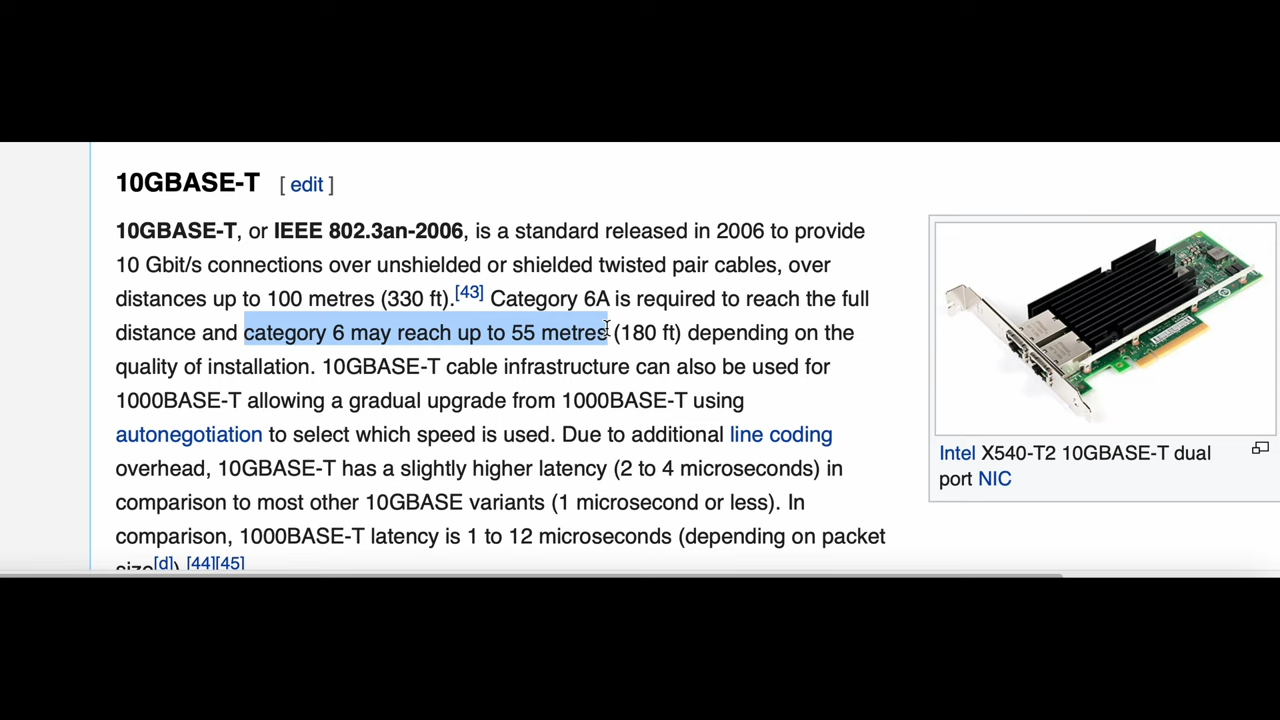 10GBASE-T [ edit ]
10GBASE-T, or IEEE 802.3an-2006, is a standard released in 2006 to provide
10 Gbit/s connections over unshielded or shielded twisted pair cables, over
distances up to 100 metres (330 ft).[43] Category 6A is required to reach the full
distance and category 6 may reach up to 55 metres (180 ft) depending on the
quality of installation. 10GBASE-T cable infrastructure can also be used for
1000BASE-T allowing a gradual upgrade from 1000BASE-T using
autonegotiation to select which speed is used. Due to additional line coding
overhead, 10GBASE-T has a slightly higher latency (2 to 4 microseconds) in
comparison to most other 10GBASE variants (1 microsecond or less). In
comparison, 1000BASE-T latency is 1 to 12 microseconds (depending on packet
size[d]).[44][45]
Intel X540-T2 10GBASE-T dual
port NIC